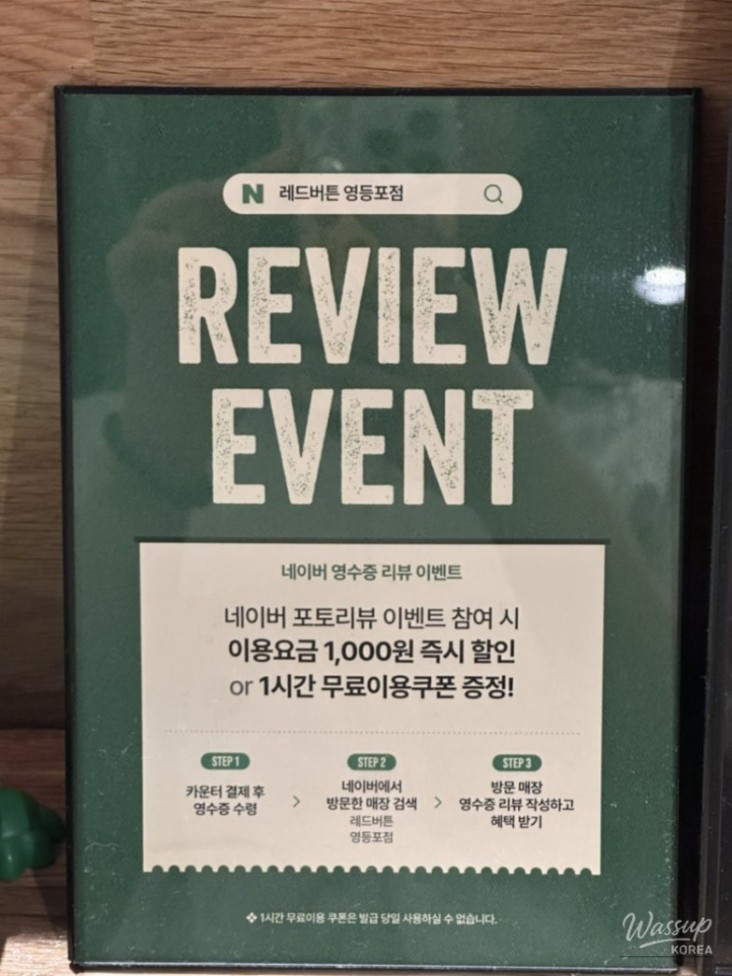 N 레드버튼 영등포점
REVIEW
EVENT
네이버 영수증 리뷰 이벤트
네이버 포토리뷰 이벤트 참여 시
이용요금 1,000원 즉시 할인
or 1시간 무료이용쿠폰 증정!
STEP 1
카운터 결제 후
영수증 수령
STEP 2
네이버에서
방문한 매장 검색
레드버튼
영등포점
STEP 3
방문 매장
영수증 리뷰 작성하고
혜택 받기
❖ 1시간 무료이용 쿠폰은 발급 당일 사용하실 수 없습니다.
Wassup
KOREA